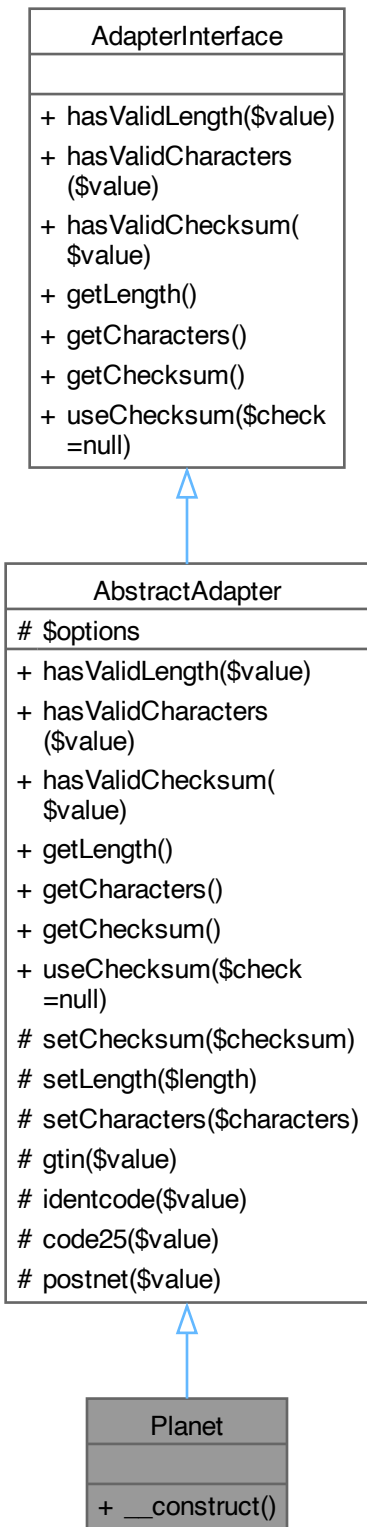 AdapterInterface
+ hasValidLength($value)
+ hasValidCharacters
($value)
+ hasValidChecksum(
$value)
+ getLength()
+ getCharacters()
+ getChecksum()
+ useChecksum($check
=null)
AbstractAdapter
# $options
+ hasValidLength($value)
+ hasValidCharacters
($value)
+ hasValidChecksum(
$value)
+ getLength()
+ getCharacters()
+ getChecksum()
+ useChecksum($check
=null)
# setChecksum($checksum)
# setLength($length)
# setCharacters($characters)
# gtin($value)
# identcode($value)
# code25($value)
# postnet($value)
Planet
+ __construct()